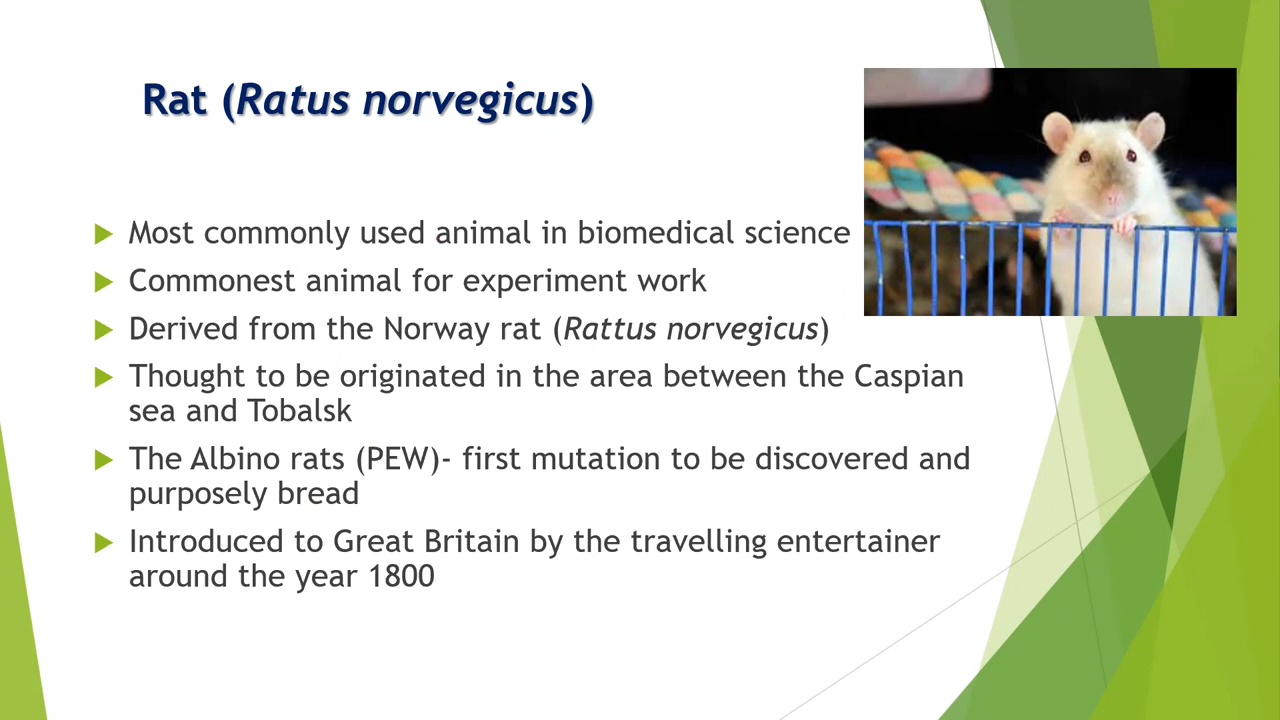 Rat (Ratus norvegicus)
Most commonly used animal in biomedical science
Commonest animal for experiment work
Derived from the Norway rat (Rattus norvegicus)
Thought to be originated in the area between the Caspian
sea and Tobalsk
The Albino rats (PEW)- first mutation to be discovered and
purposely bread
Introduced to Great Britain by the travelling entertainer
around the year 1800